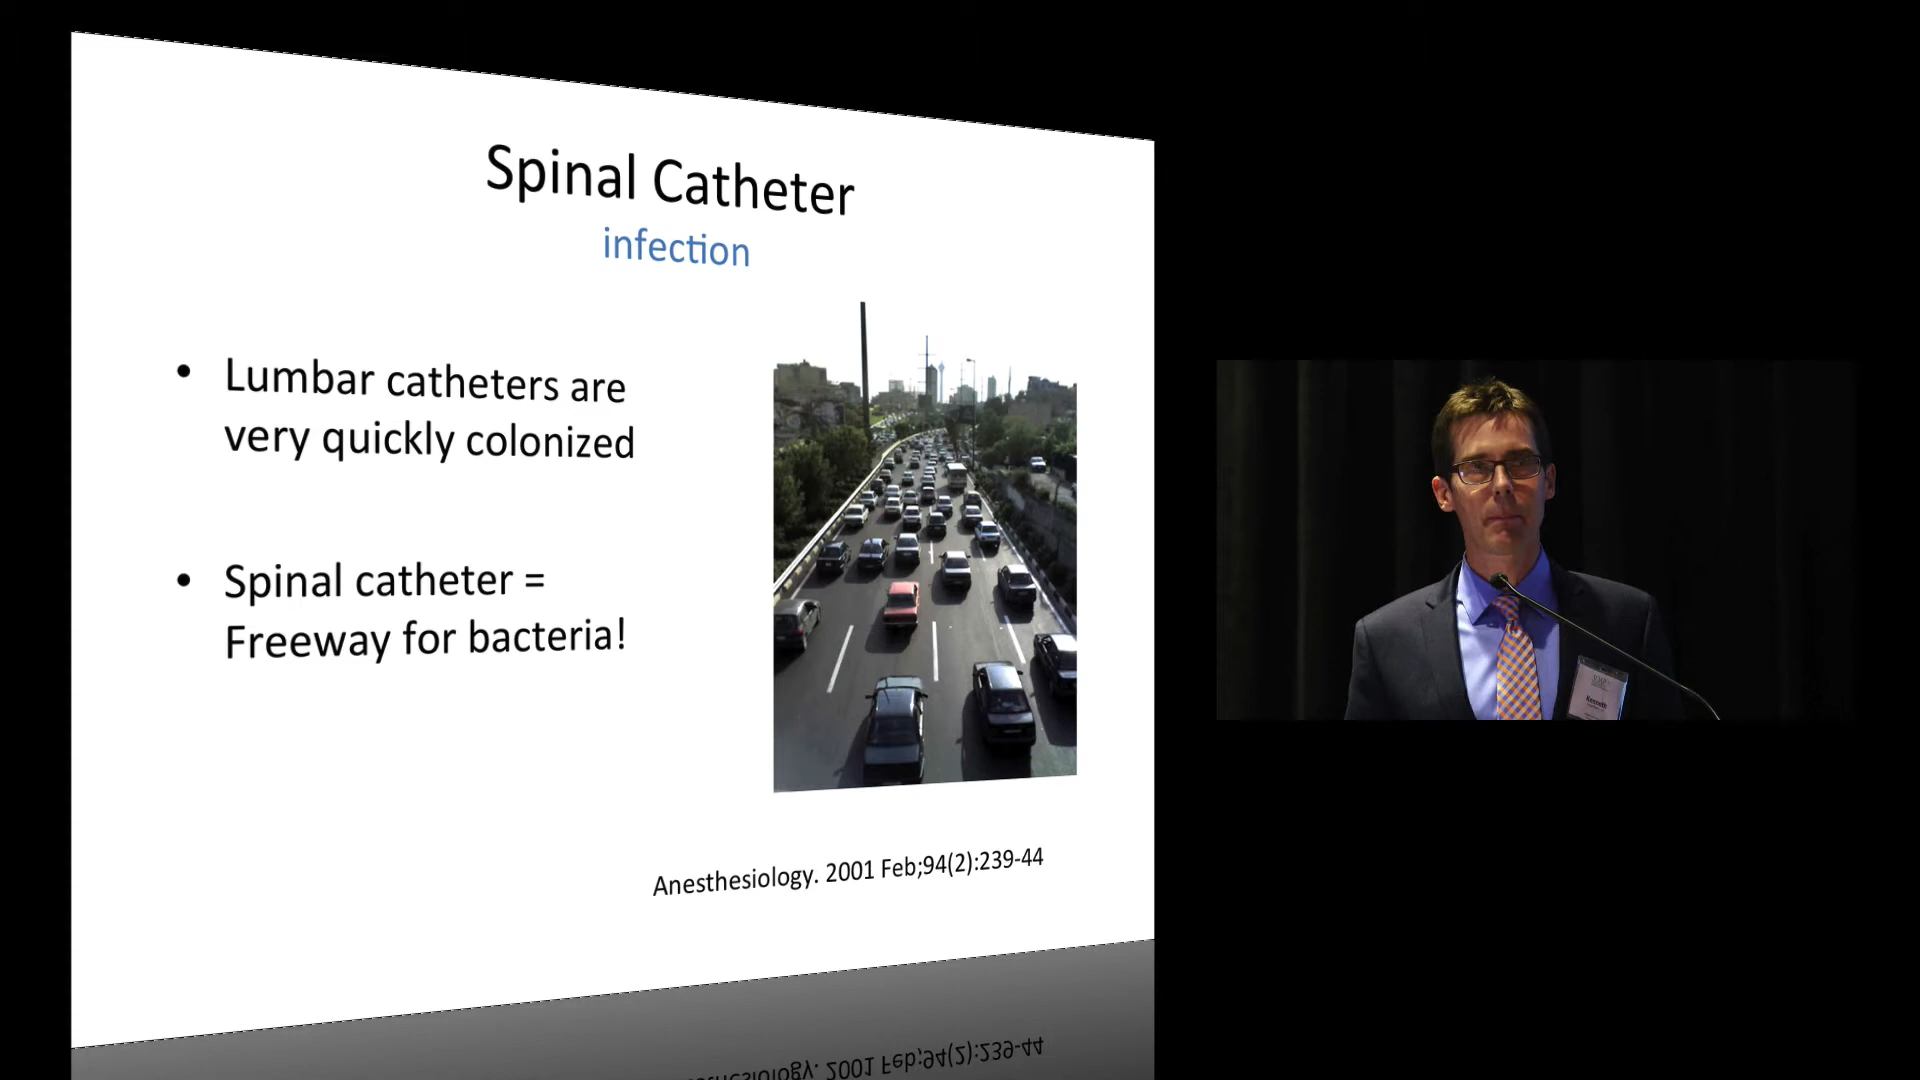 Spinal Catheter
infection
• Lumbar catheters are
very quickly colonized
• Spinal catheter =
Freeway for bacteria!
Anesthesiology. 2001 Feb;94(2):239-44
Kenneth